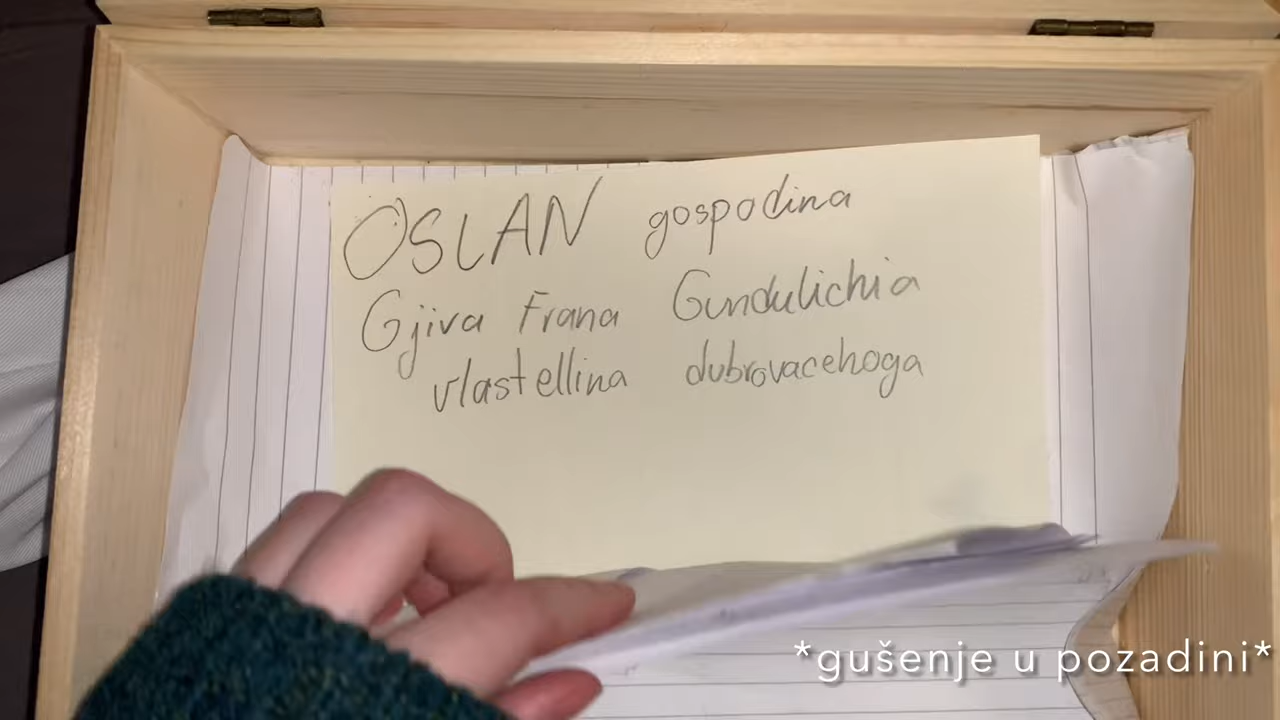 OSLAN gospodina
Gjiva Frana Gundulichia
vlastellina dubrovacehoga
*gušenje u pozadini*